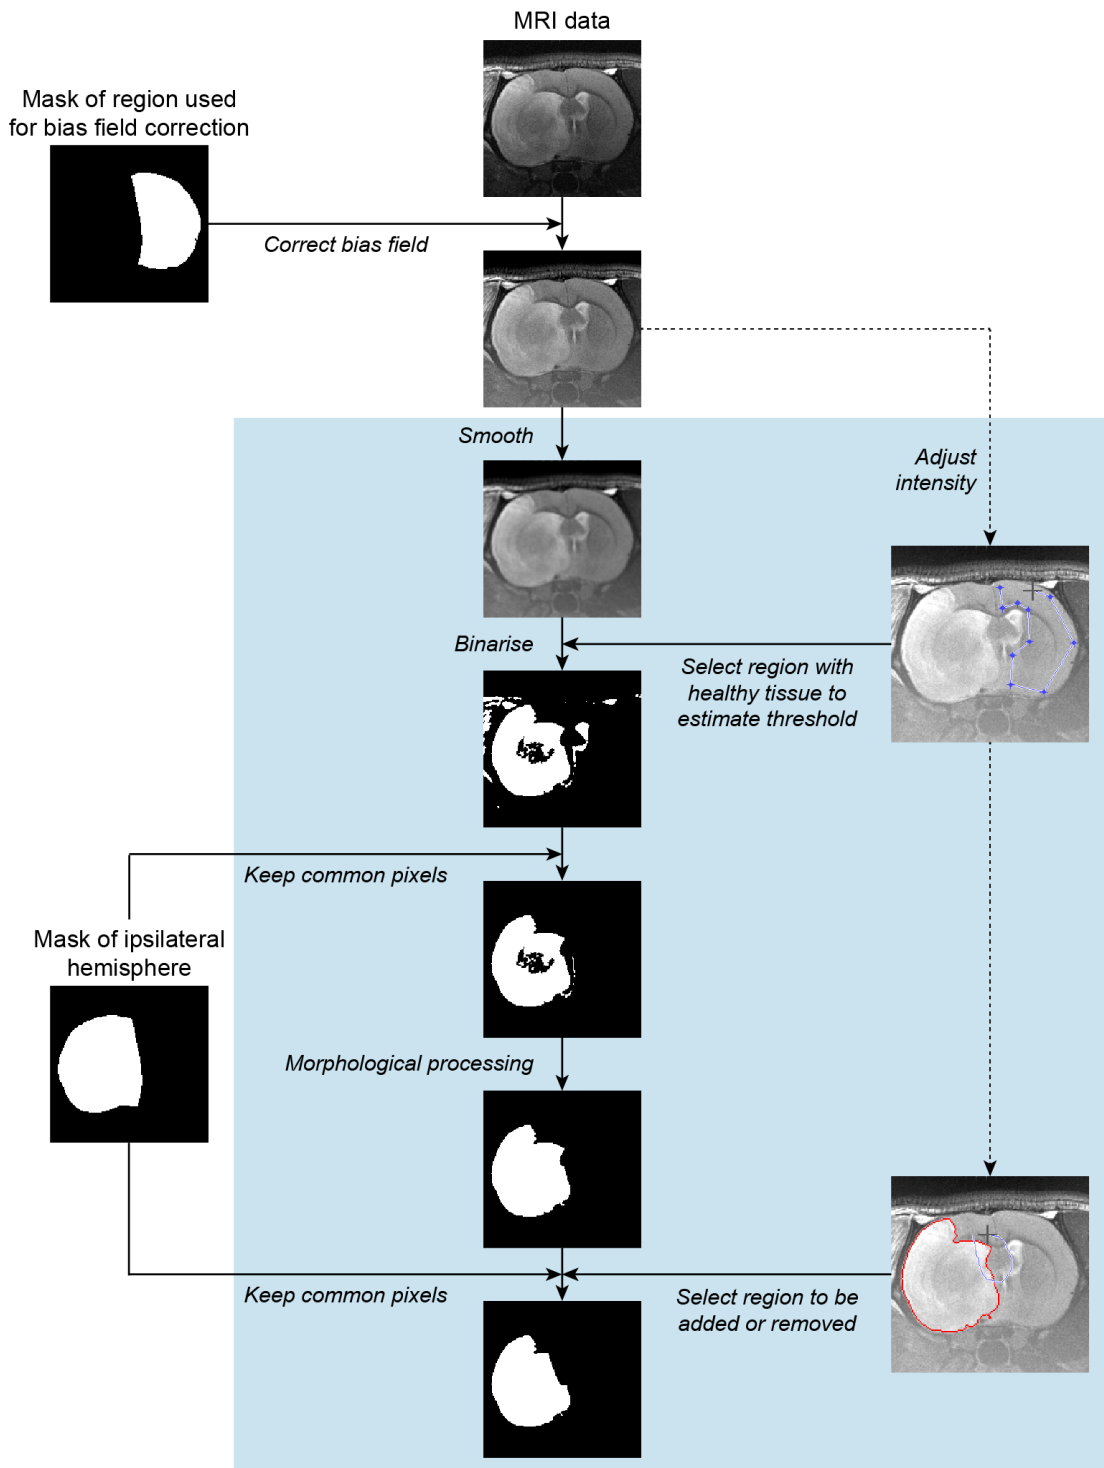 MRI data
Mask of region used
for bias field correction
Correct bias field
Smooth
Adjust
intensity
Binarise
Select region with
healthy tissue to
estimate threshold
Keep common pixels
Mask of ipsilateral
hemisphere
Morphological processing
Keep common pixels
Select region to be
added or removed